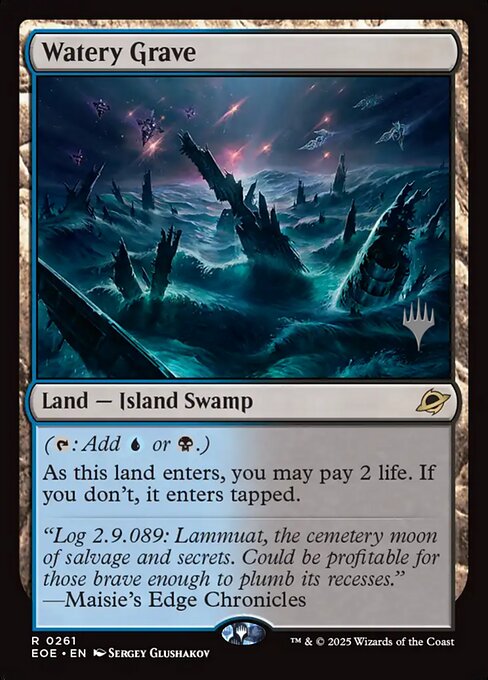 Watery Grave
Land — Island Swamp
(: Add or .)
As this land enters, you may pay 2 life. If
you don't, it enters tapped.
“Log 2.9.089: Lammuat, the cemetery moon
of salvage and secrets. Could be profitable for
those brave enough to plumb its recesses.”
—Maisie's Edge Chronicles
R 0261
EOE • EN Sergey Glushakov
™ & © 2025 Wizards of the Coast